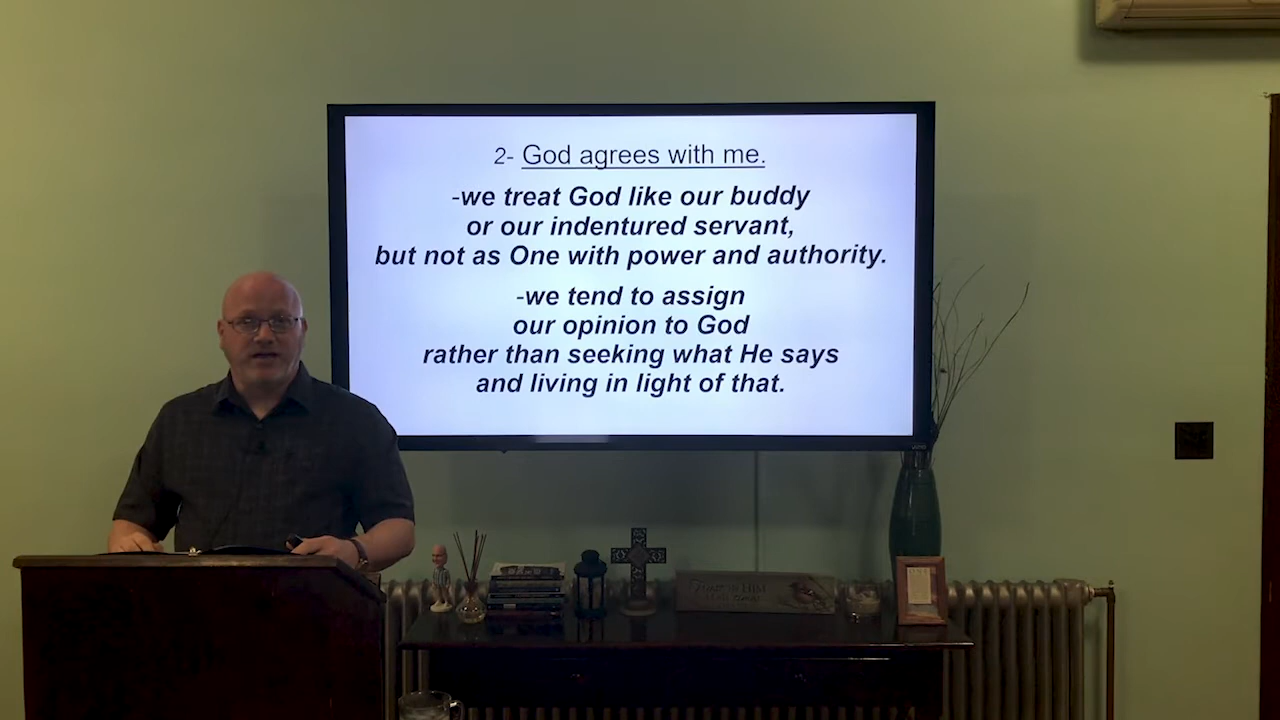 2- God agrees with me.
-we treat God like our buddy
or our indentured servant,
but not as One with power and authority.
-we tend to assign
our opinion to God
rather than seeking what He says
and living in light of that.